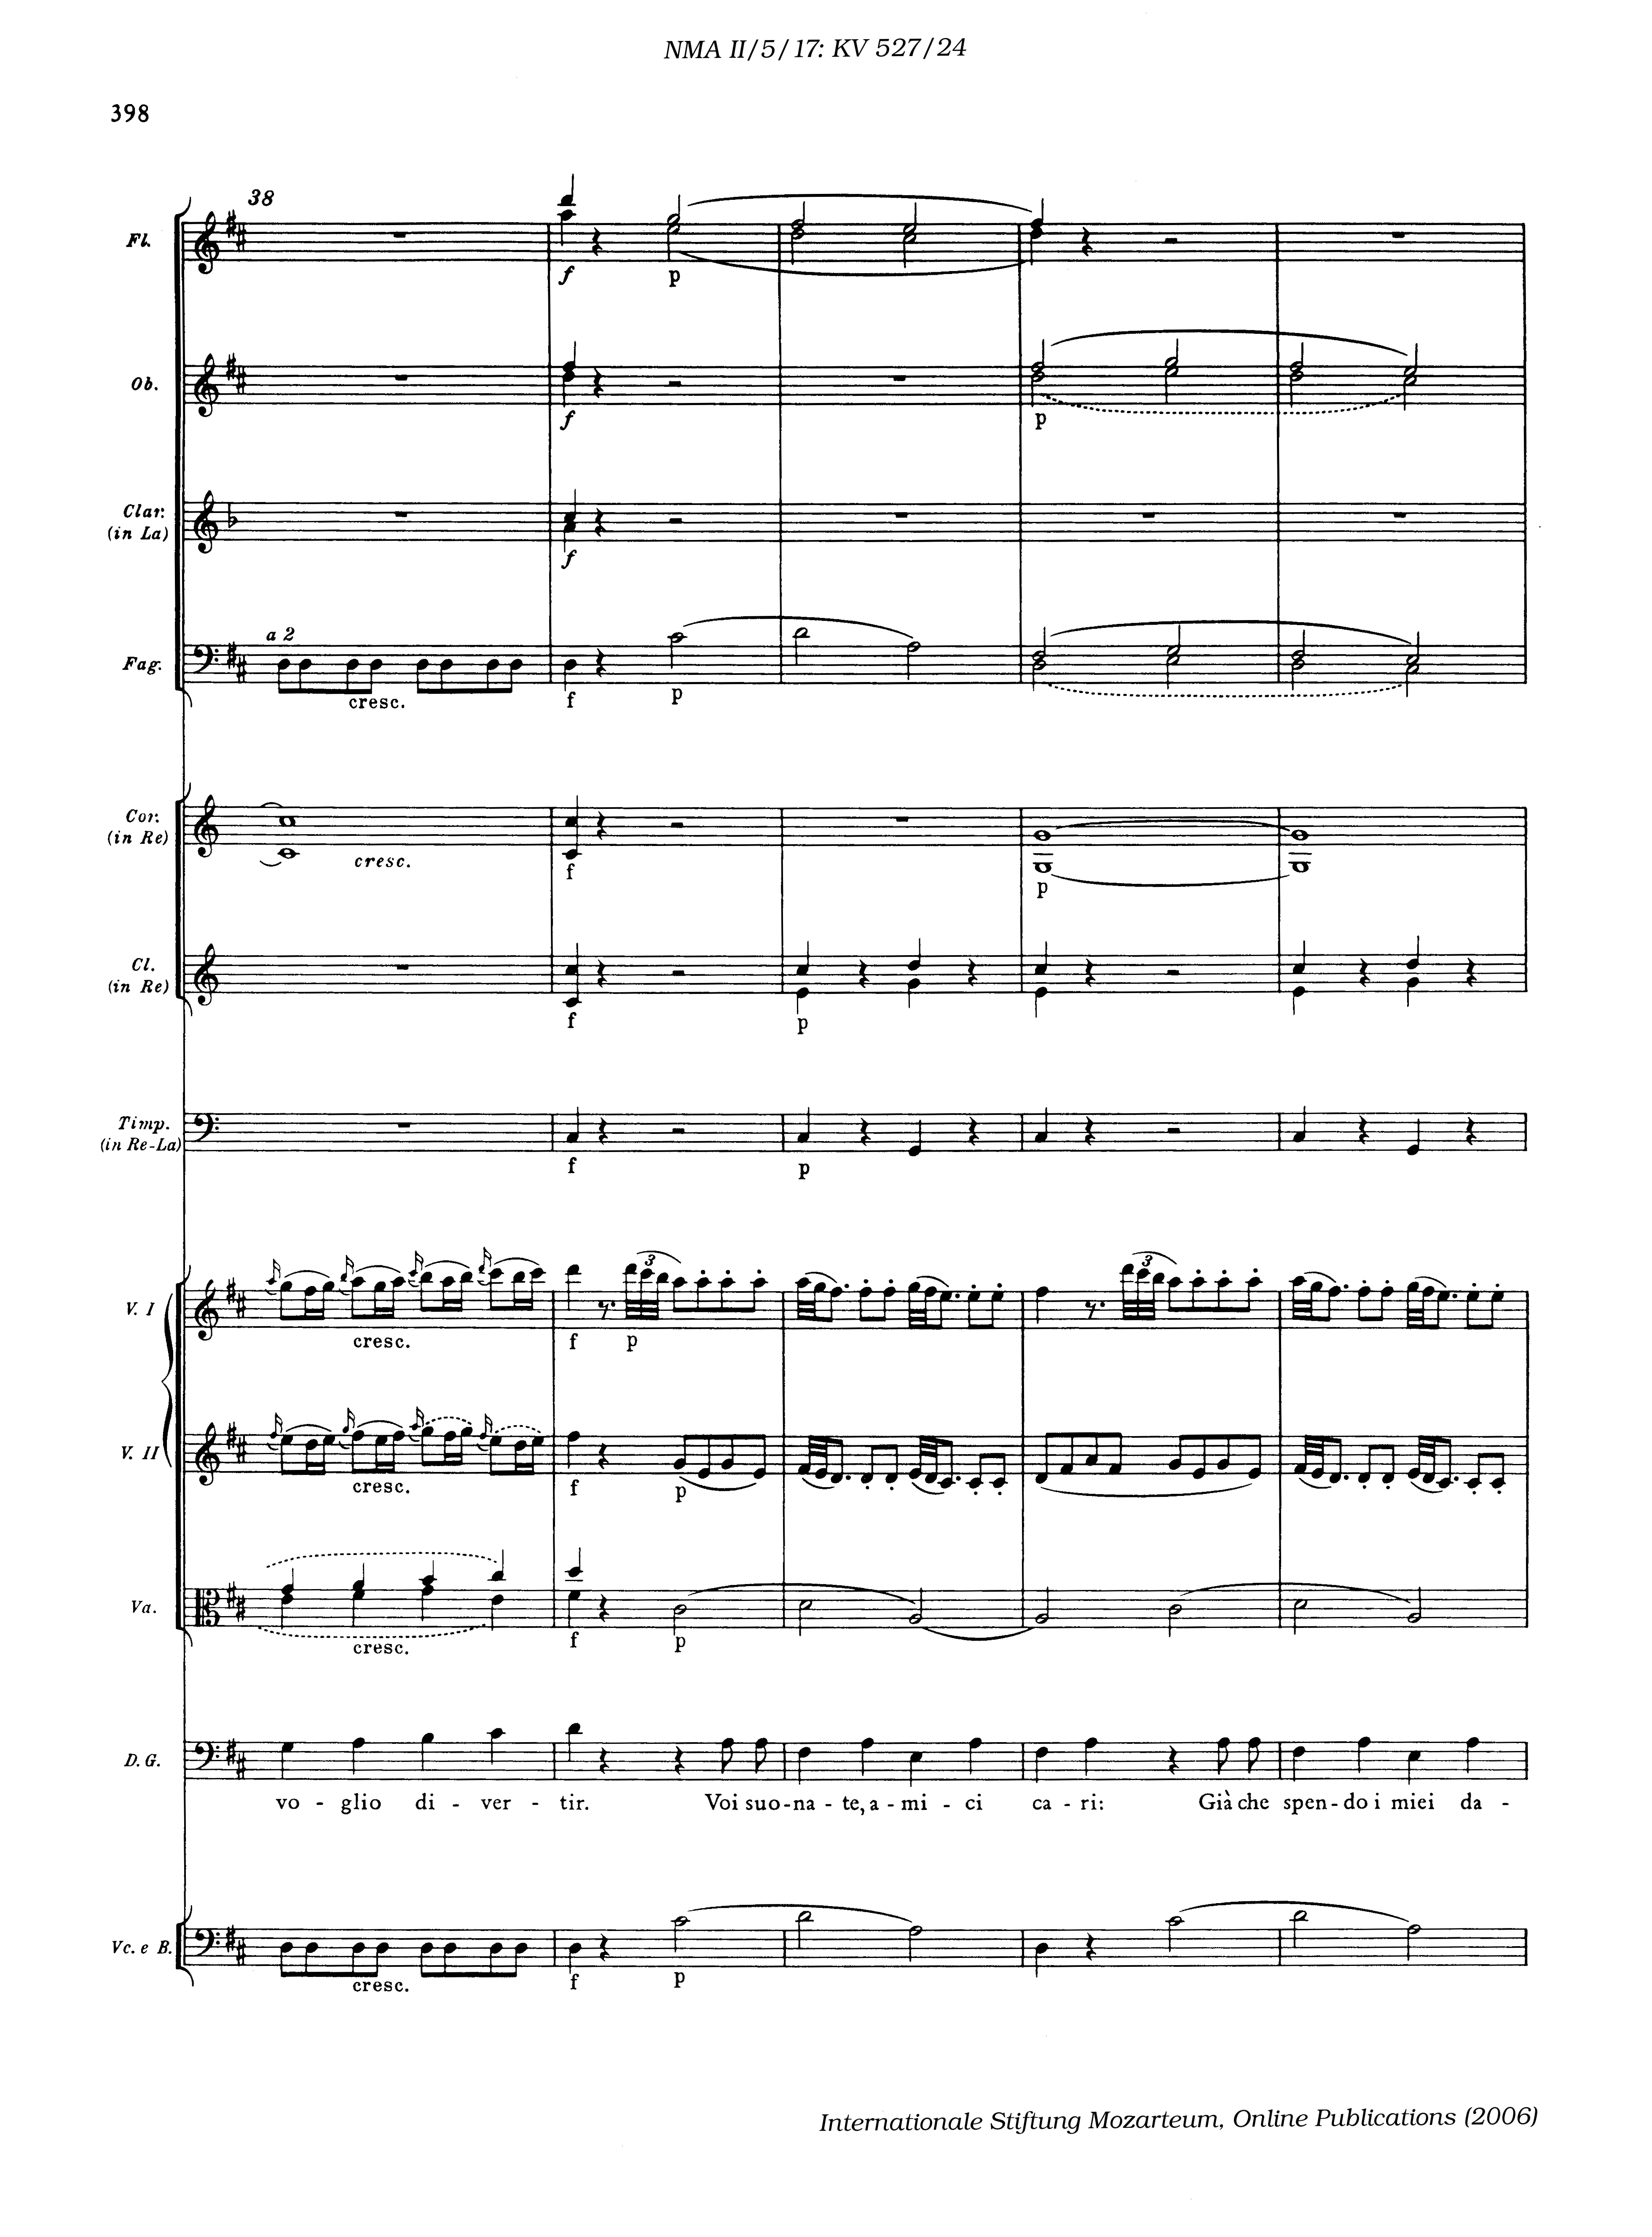 NMA II/5/17: KV 527/24
398
38
Fl.
f p
Ob.
f p
Clar.
(in La)
f
a 2
Fag.
cresc. f p
Cor.
(in Re)
cresc. f p
Cl.
(in Re)
f p
Timp.
(in Re-La)
f p
3 3
V. I
cresc. f p
V. II
cresc. f p
Va.
cresc. f p
D. G.
vo - glio di - ver - tir. Voi suo-na - te, a - mi - ci ca - ri: Già che spen-do i miei da -
Vc. e B.
cresc. f p
Internationale Stiftung Mozarteum, Online Publications (2006)